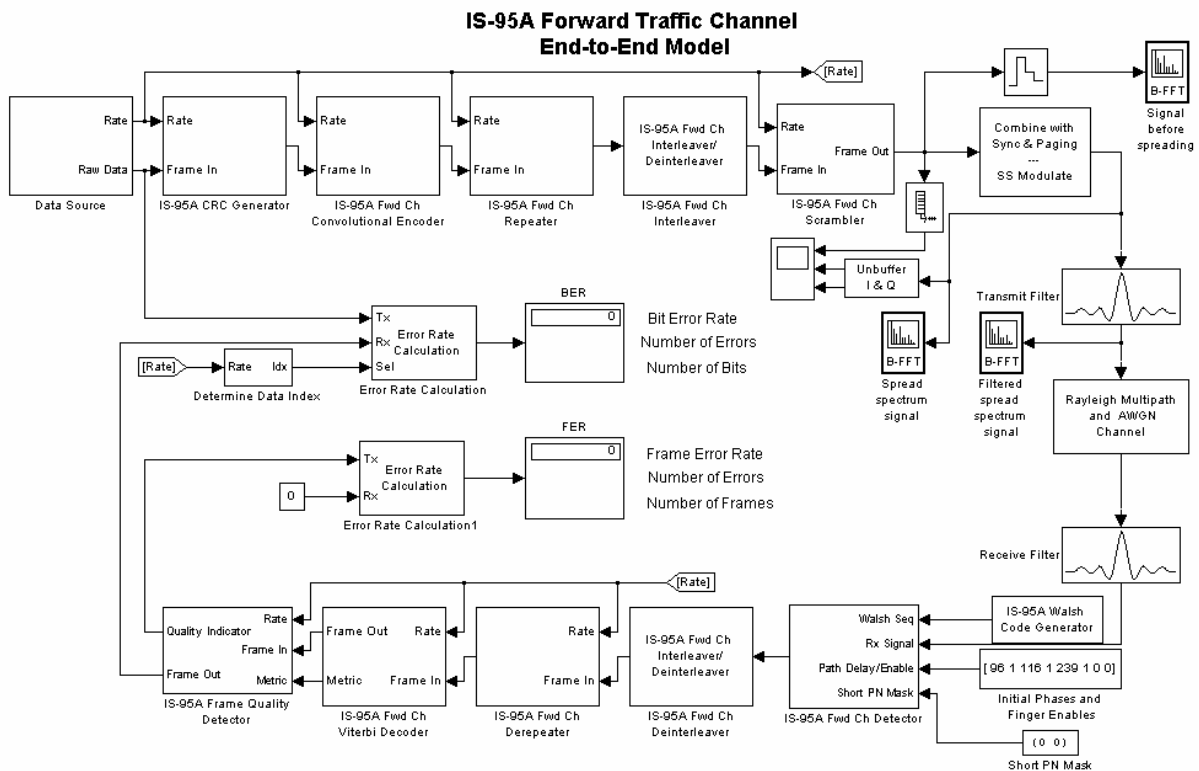 IS-95A Forward Traffic Channel
End-to-End Model
[Rate]
B-FFT
Signal
before
spreading
Rate
Raw Data
Data Source
Rate
Frame In
IS-95A CRC Generator
Rate
Frame In
IS-95A Fwd Ch
Convolutional Encoder
Rate
Frame In
IS-95A Fwd Ch
Repeater
IS-95A Fwd Ch
Interleaver/
Deinterleaver
IS-95A Fwd Ch
Interleaver
Rate
Frame In
Frame Out
IS-95A Fwd Ch
Scrambler
Combine with
Sync & Paging
---
SS Modulate
Unbuffer
I & Q
Transmit Filter
B-FFT
Spread
spectrum
signal
B-FFT
Filtered
spread
spectrum
signal
Rayleigh Multipath
and AWGN
Channel
BER
0
Bit Error Rate
Number of Errors
Number of Bits
Tx
Rx
Sel
Error Rate
Calculation
Error Rate Calculation
[Rate]
Rate
Idx
Determine Data Index
FER
0
Frame Error Rate
Number of Errors
Number of Frames
Tx
Rx
Error Rate
Calculation
Error Rate Calculation1
0
Receive Filter
[Rate]
Quality Indicator
Frame Out
Rate
Frame In
Metric
IS-95A Frame Quality
Detector
Frame Out
Metric
Rate
Frame In
IS-95A Fwd Ch
Viterbi Decoder
Rate
Frame In
IS-95A Fwd Ch
Derepeater
IS-95A Fwd Ch
Interleaver/
Deinterleaver
IS-95A Fwd Ch
Deinterleaver
Walsh Seq
Rx Signal
Path Delay/Enable
Short PN Mask
IS-95A Fwd Ch Detector
IS-95A Walsh
Code Generator
[96 1 116 1 239 1 0 0]
Initial Phases and
Finger Enables
(0 0)
Short PN Mask